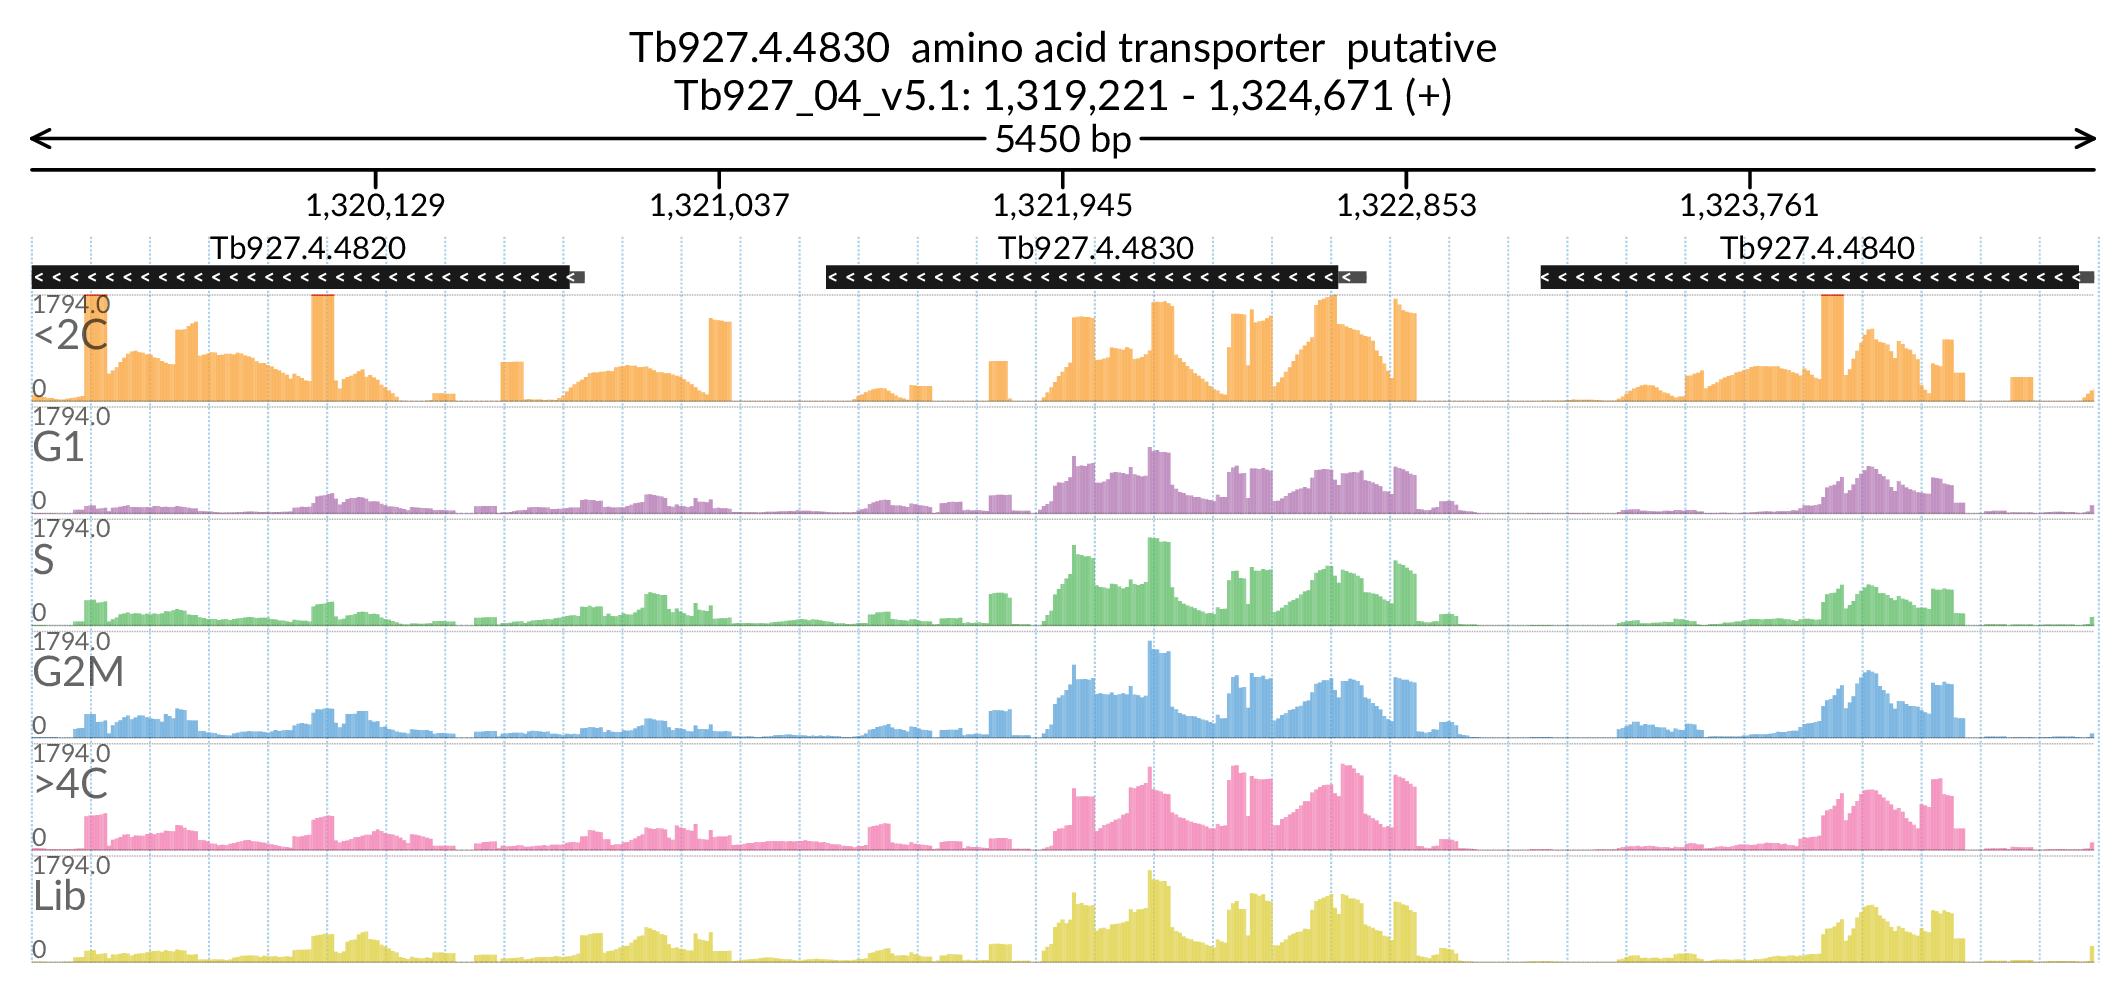 Tb927.4.4830  amino acid transporter  putative
Tb927_04_v5.1: 1,319,221 - 1,324,671 (+)
5450 bp
1,320,129 1,321,037 1,321,945 1,322,853 1,323,761
Tb927.4.4820 Tb927.4.4830 Tb927.4.4840
1794.0
<2C
0
1794.0
G1
0
1794.0
S
0
1794.0
G2M
0
1794.0
>4C
0
1794.0
Lib
0